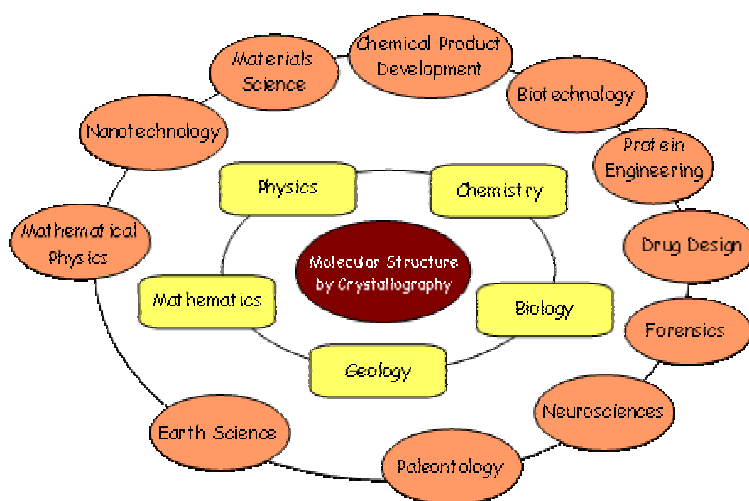 Chemical Product
Development
Materials
Science
Biotechnology
Nanotechnology
Protein
Engineering
Physics
Chemistry
Mathematical
Physics
Drug Design
Molecular Structure
by Crystallography
Mathematics
Biology
Forensics
Geology
Neurosciences
Earth Science
Paleontology